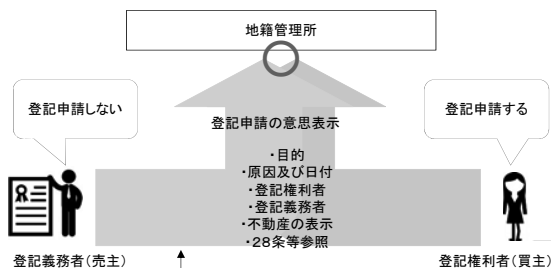 地籍管理所
登記申請しない
登記申請する
登記申請の意思表示
・目的
・原因及び日付
・登記権利者
・登記義務者
・不動産の表示
・28条等参照
登記義務者(売主)
登記権利者(買主)